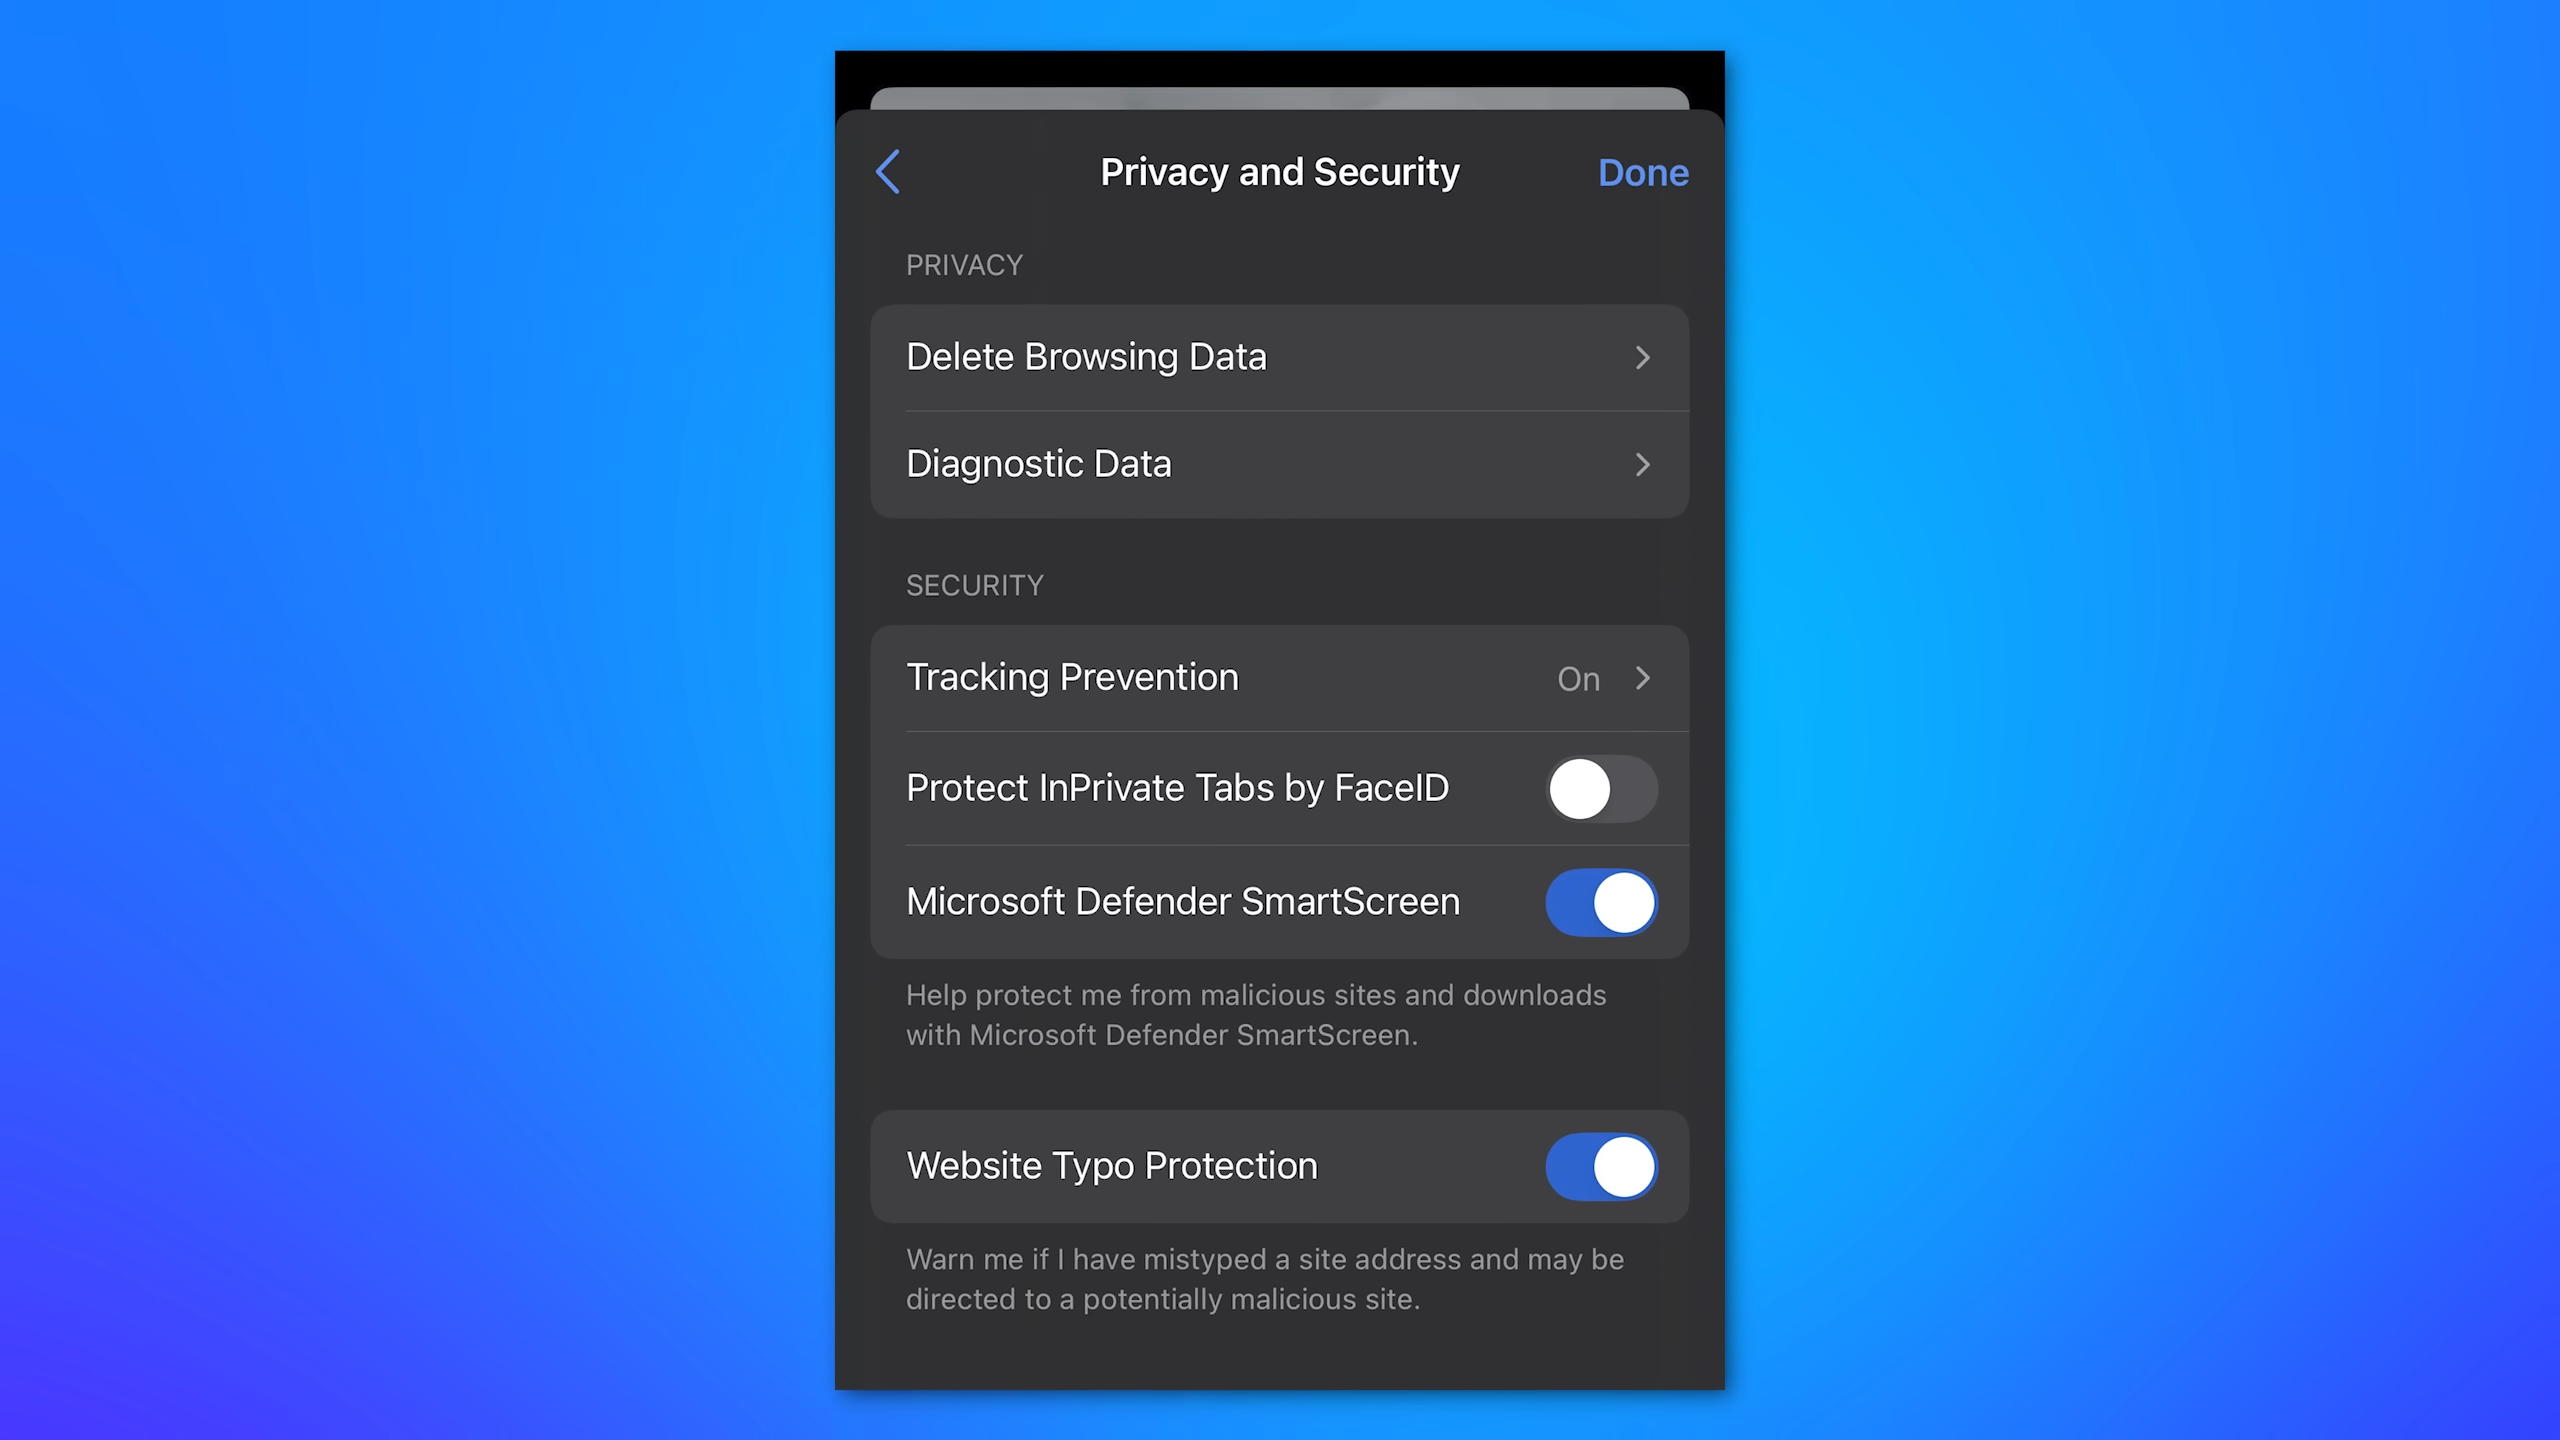 Privacy and Security
Done
PRIVACY
Delete Browsing Data
Diagnostic Data
SECURITY
Tracking Prevention On
Protect InPrivate Tabs by FaceID
Microsoft Defender SmartScreen
Help protect me from malicious sites and downloads
with Microsoft Defender SmartScreen.
Website Typo Protection
Warn me if I have mistyped a site address and may be
directed to a potentially malicious site.